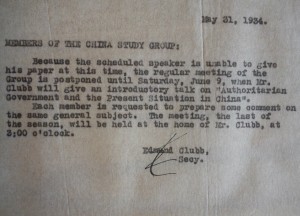 May 31, 1934.
MEMBERS OF THE CHINA STUDY GROUP:
Because the scheduled speaker is unable to give
his paper at this time, the regular meeting of the
Group is postponed until Saturday, June 9, when Mr.
Clubb will give an introductory talk on "Authoritarian
Government and the Present Situation in China".
Each member is requested to prepare some comment on
the same general subject. The meeting, the last of
the season, will be held at the home of Mr. Clubb, at
3:00 o'clock.
Edmund Clubb,
Secy.